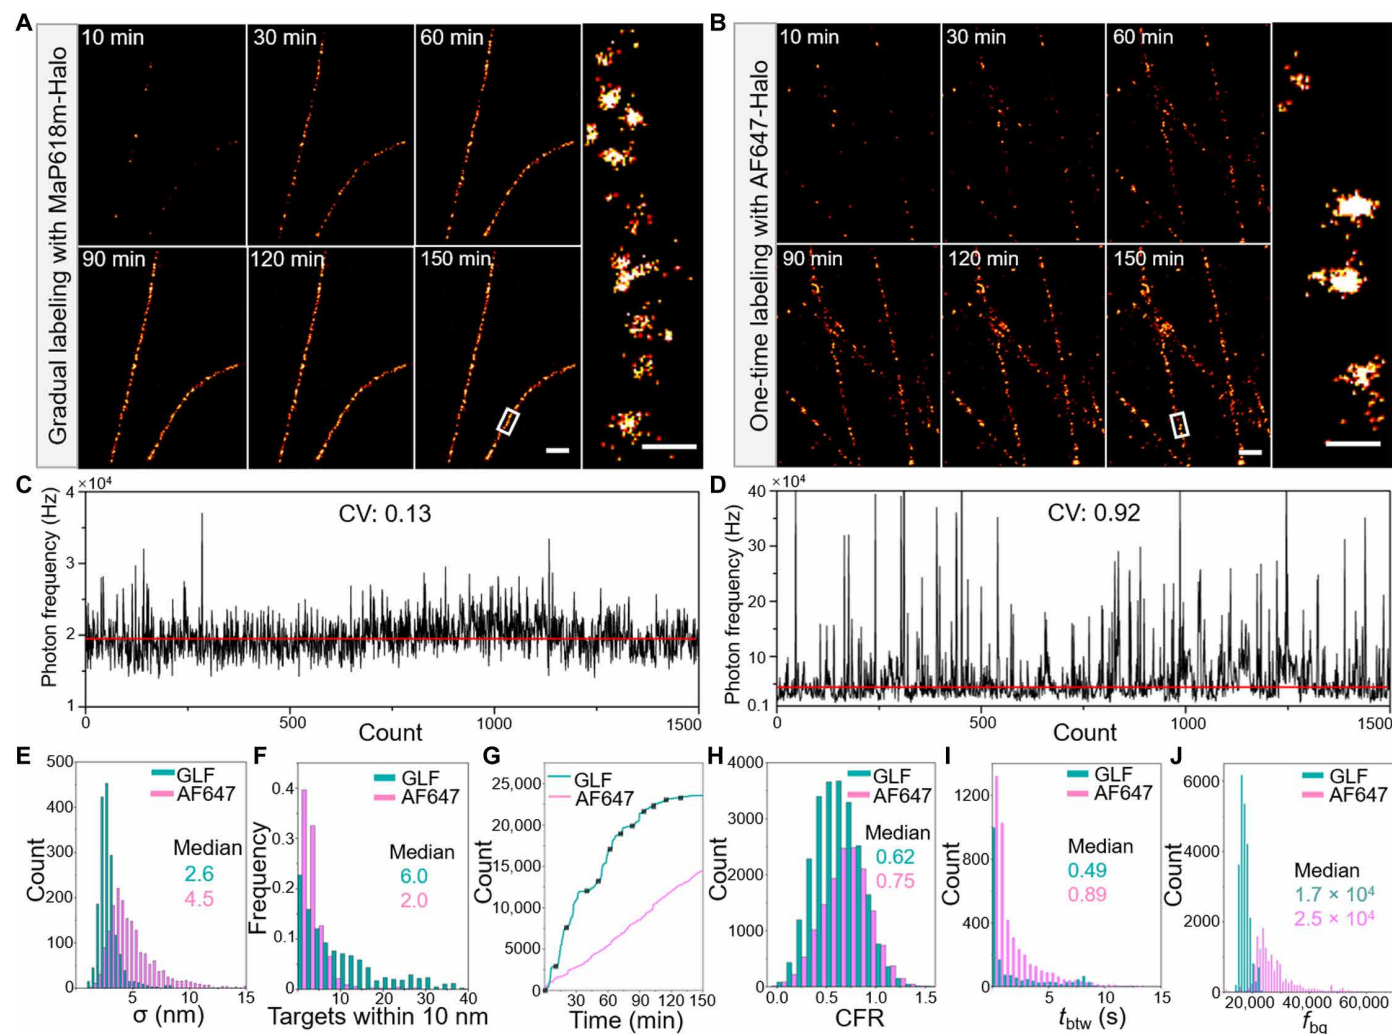 A
Gradual labeling with MaP618m-Halo
10 min
30 min
60 min
90 min
120 min
150 min
B
One-time labeling with AF647-Halo
10 min
30 min
60 min
90 min
120 min
150 min
C
×10⁴
Photon frequency (Hz)
4
3
2
1
CV: 0.13
0
500
1000
1500
Count
D
×10⁴
Photon frequency (Hz)
40
30
20
10
0.1
CV: 0.92
0
500
1000
1500
Count
E
Count
500
400
300
200
100
0
GLF
AF647
Median
2.6
4.5
5
10
15
σ (nm)
F
Frequency
0.4
0.3
0.2
0.1
0
GLF
AF647
Median
6.0
2.0
10
20
30
40
Targets within 10 nm
G
Count
25,000
20,000
15,000
10,000
5000
0
GLF
AF647
30
60
90
120
150
Time (min)
H
Count
4000
3000
2000
1000
0
GLF
AF647
Median
0.62
0.75
0.0
0.5
1.0
1.5
CFR
I
Count
1200
800
400
0
GLF
AF647
Median
0.49
0.89
5
10
15
t_btw (s)
J
Count
6000
4000
2000
0
GLF
AF647
Median
1.7 × 10⁴
2.5 × 10⁴
20,000
40,000
60,000
f_bg